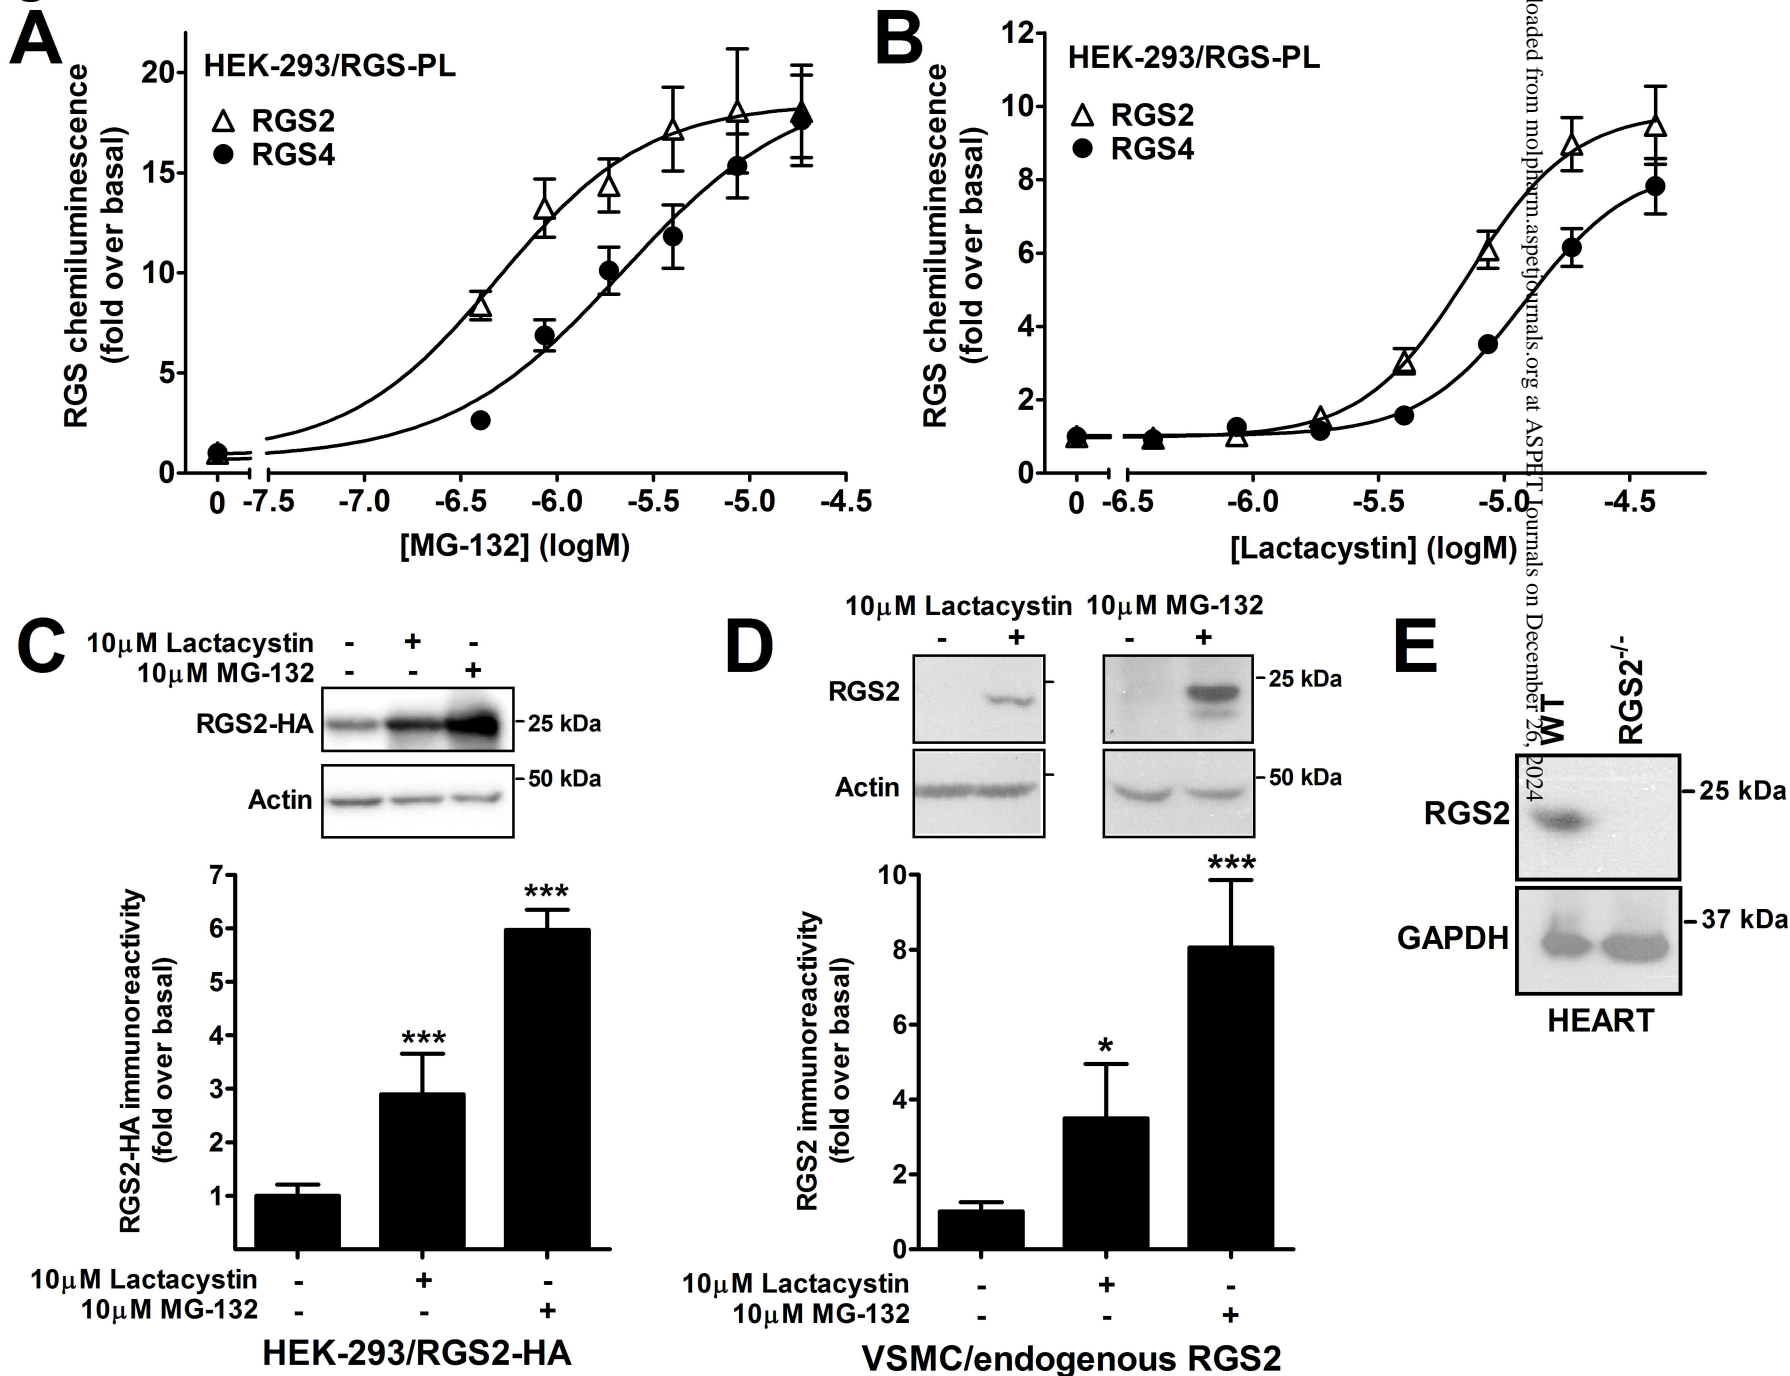 A
HEK-293/RGS-PL
RGS2
RGS4
RGS chemiluminescence
(fold over basal)
20
15
10
5
0
0 -7.5 -7.0 -6.5 -6.0 -5.5 -5.0 -4.5
[MG-132] (logM)
B
HEK-293/RGS-PL
RGS2
RGS4
RGS chemiluminescence
(fold over basal)
12
10
8
6
4
2
0
0 -6.5 -6.0 -5.5 -5.0 -4.5
[Lactacystin] (logM)
loaded from molpharm.aspetjournals.org at ASPET Journals on December 26, 2024
C
10μM Lactacystin - + -
10μM MG-132 - - +
RGS2-HA
25 kDa
Actin
50 kDa
RGS2-HA immunoreactivity
(fold over basal)
7
6
5
4
3
2
1
***
***
10μM Lactacystin - + -
10μM MG-132 - - +
HEK-293/RGS2-HA
D
10μM Lactacystin 10μM MG-132
- + - +
RGS2
25 kDa
Actin
50 kDa
RGS2 immunoreactivity
(fold over basal)
10
8
6
4
2
0
*
***
10μM Lactacystin - + -
10μM MG-132 - - +
VSMC/endogenous RGS2
E
WT
RGS2-/-
RGS2
25 kDa
GAPDH
37 kDa
HEART